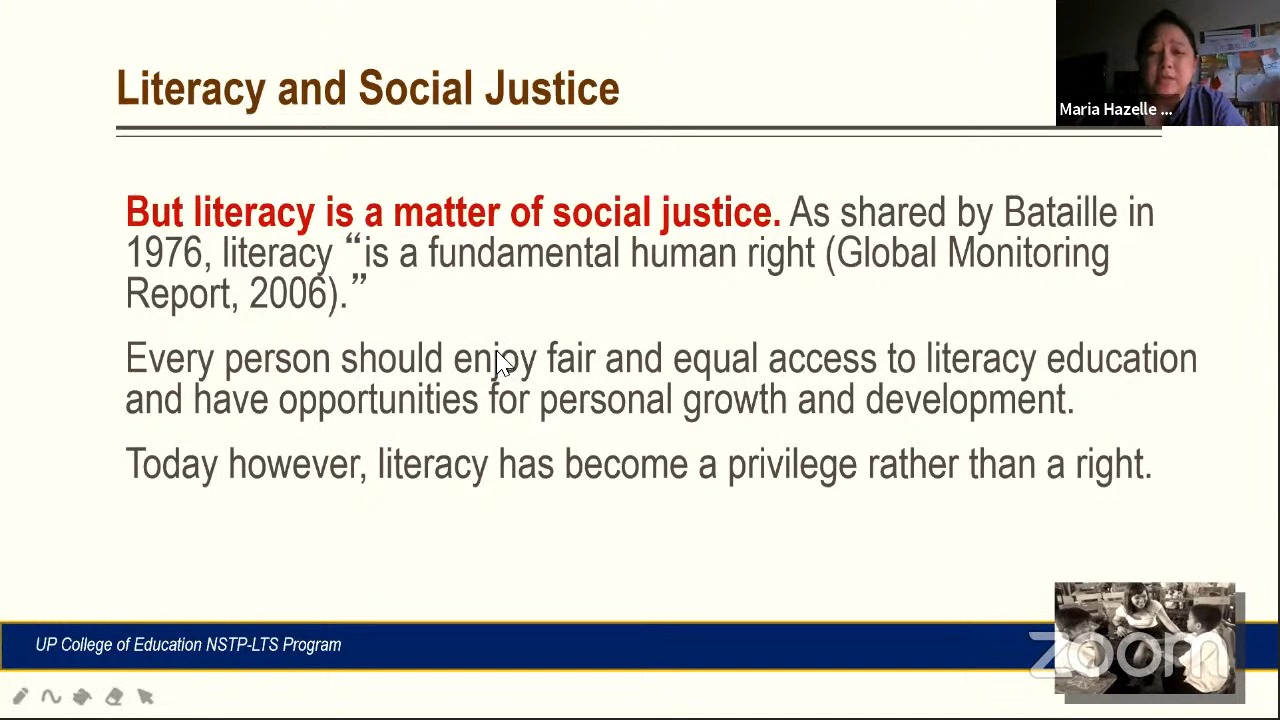 Literacy and Social Justice
Maria Hazelle ...
But literacy is a matter of social justice. As shared by Bataille in
1976, literacy “is a fundamental human right (Global Monitoring
Report, 2006).”
Every person should enjoy fair and equal access to literacy education
and have opportunities for personal growth and development.
Today however, literacy has become a privilege rather than a right.
UP College of Education NSTP-LTS Program
zoom